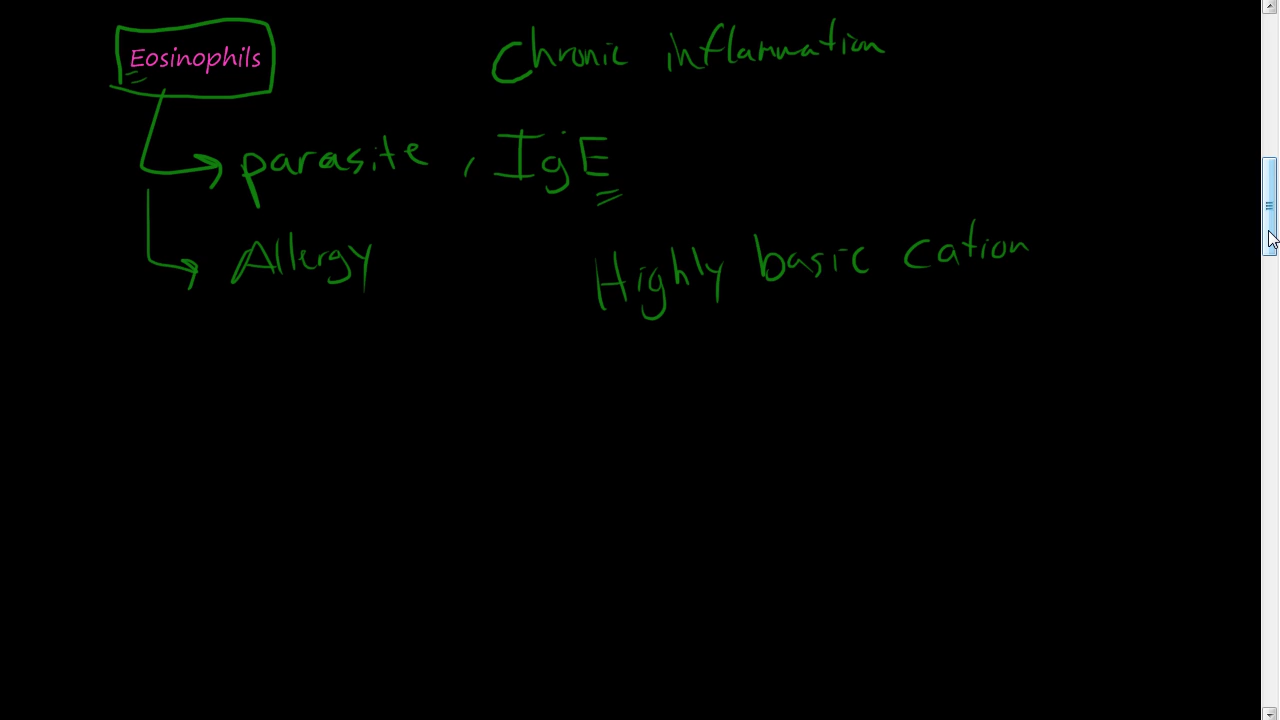 Eosinophils
Chronic inflammation
parasite, IgE
Allergy
Highly basic cation